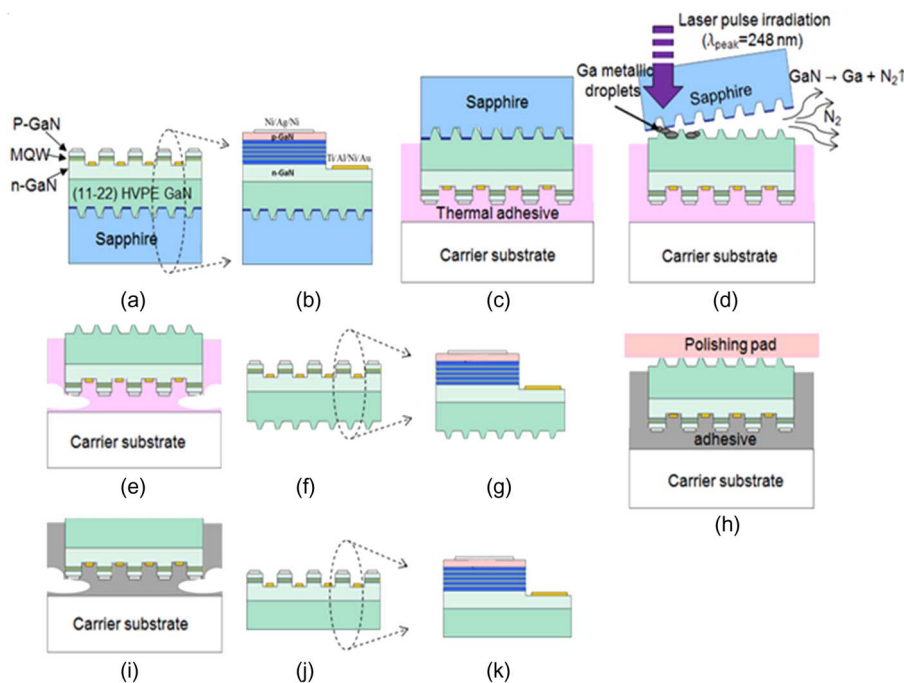 P-GaN
MQW
n-GaN
(11-22) HVPE GaN
Sapphire
(a)
Ni/Ag/Ni
p-GaN
Ti/Al/Ni/Au
n-GaN
(b)
Sapphire
Thermal adhesive
Carrier substrate
(c)
Laser pulse irradiation
(λpeak=248 nm)
Ga metallic
droplets
Sapphire
GaN → Ga + N2↑
N2
Carrier substrate
(d)
Carrier substrate
(e)
(f)
(g)
Polishing pad
adhesive
Carrier substrate
(h)
Carrier substrate
(i)
(j)
(k)